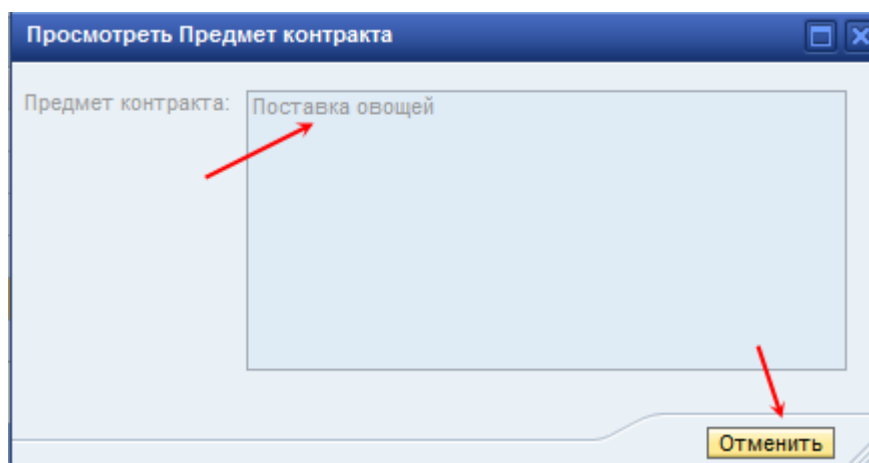 Просмотреть Предмет контракта
Предмет контракта: Поставка овощей
Отменить